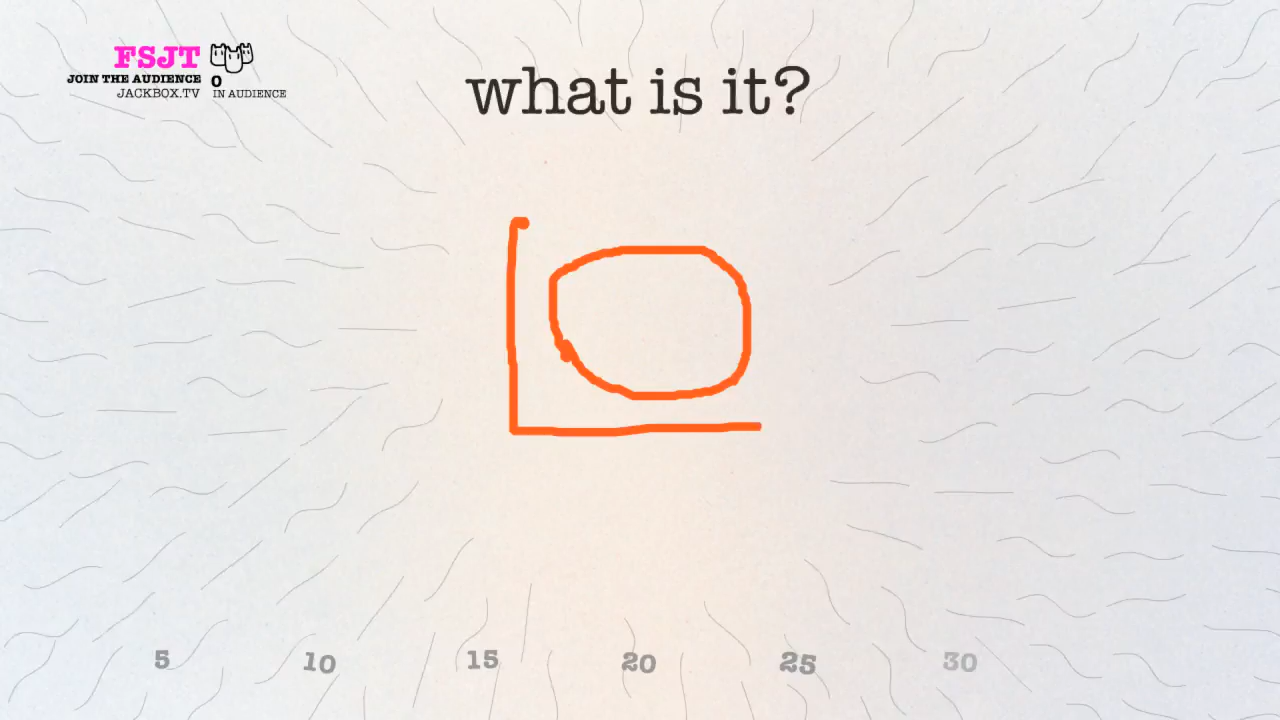 FSJT
JOIN THE AUDIENCE
JACKBOX.TV
0
IN AUDIENCE
what is it?
5 10 15 20 25 30